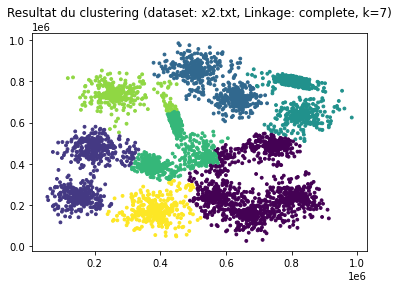 Resultat du clustering (dataset: x2.txt, Linkage: complete, k=7)
1e6
1.0
0.8
0.6
0.4
0.2
0.0
0.2 0.4 0.6 0.8 1.0
1e6